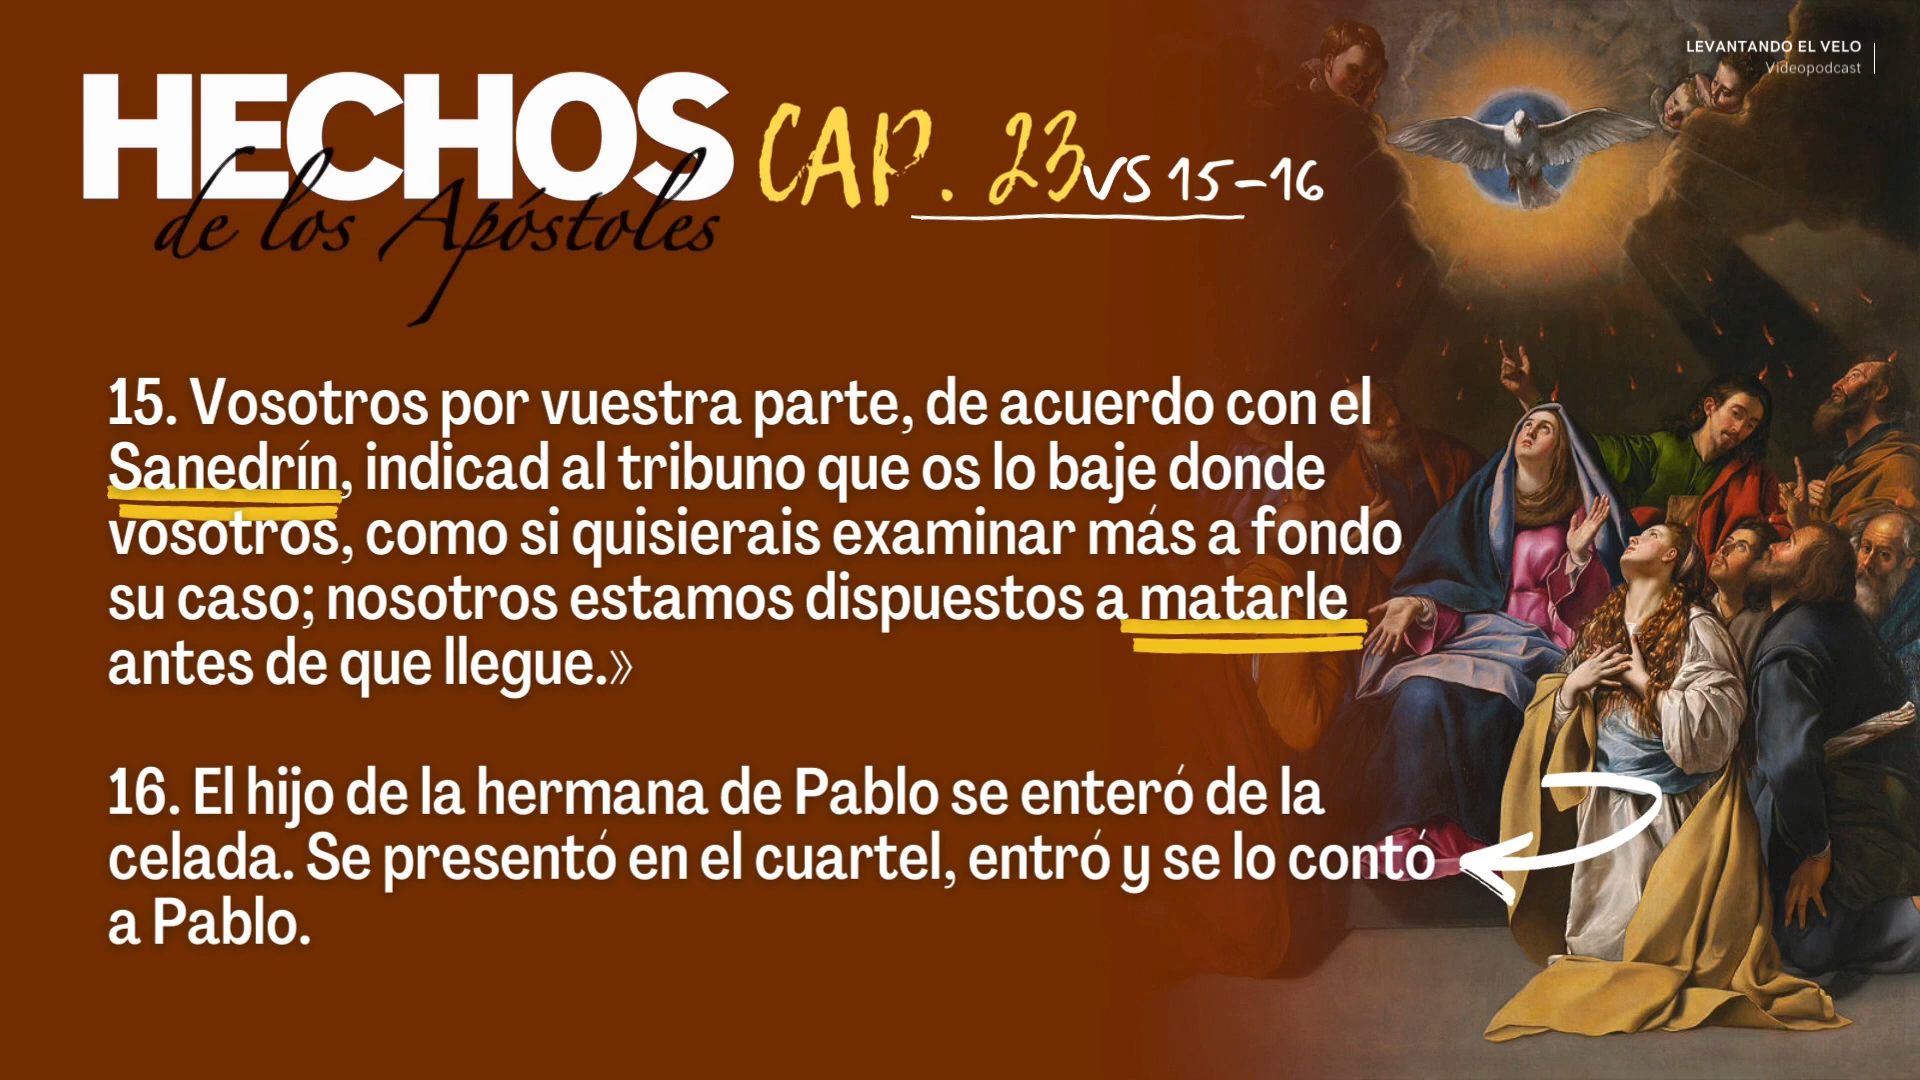 LEVANTANDO EL VELO
Videopodcast
HECHOS CAP. 23 VS 15-16
de los Apóstoles
15. Vosotros por vuestra parte, de acuerdo con el
Sanedrín, indicad al tribuno que os lo baje donde
vosotros, como si quisierais examinar más a fondo
su caso; nosotros estamos dispuestos a matarle
antes de que llegue.»
16. El hijo de la hermana de Pablo se enteró de la
celada. Se presentó en el cuartel, entró y se lo contó
a Pablo.